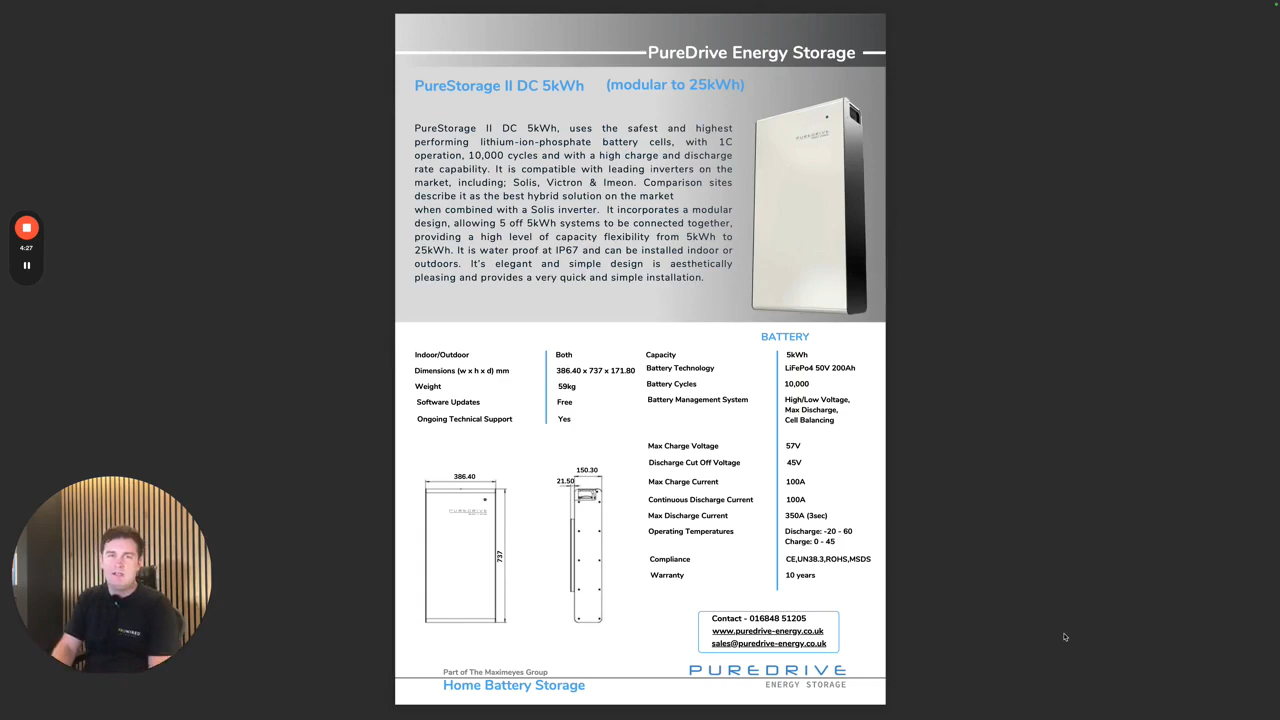 PureDrive Energy Storage
PureStorage II DC 5kWh (modular to 25kWh)
PureStorage II DC 5kWh, uses the safest and highest
performing lithium-ion-phosphate battery cells, with 1C
operation, 10,000 cycles and with a high charge and discharge
rate capability. It is compatible with leading inverters on the
market, including; Solis, Victron & Imeon. Comparison sites
describe it as the best hybrid solution on the market
when combined with a Solis inverter. It incorporates a modular
design, allowing 5 off 5kWh systems to be connected together,
providing a high level of capacity flexibility from 5kWh to
25kWh. It is water proof at IP67 and can be installed indoor or
outdoors. It's elegant and simple design is aesthetically
pleasing and provides a very quick and simple installation.
PUREDRIVE
4:27
BATTERY
Indoor/Outdoor Both
Dimensions (w x h x d) mm 386.40 x 737 x 171.80
Weight 59kg
Software Updates Free
Ongoing Technical Support Yes
Capacity 5kWh
Battery Technology LiFePo4 50V 200Ah
Battery Cycles 10,000
Battery Management System High/Low Voltage,
Max Discharge,
Cell Balancing
Max Charge Voltage 57V
Discharge Cut Off Voltage 45V
Max Charge Current 100A
Continuous Discharge Current 100A
Max Discharge Current 350A (3sec)
Operating Temperatures Discharge: -20 - 60
Charge: 0 - 45
Compliance CE,UN38.3,ROHS,MSDS
Warranty 10 years
386.40
737
150.30
21.50
Contact - 016848 51205
www.puredrive-energy.co.uk
sales@puredrive-energy.co.uk
Part of The Maximeyes Group
Home Battery Storage
PUREDRIVE
ENERGY STORAGE